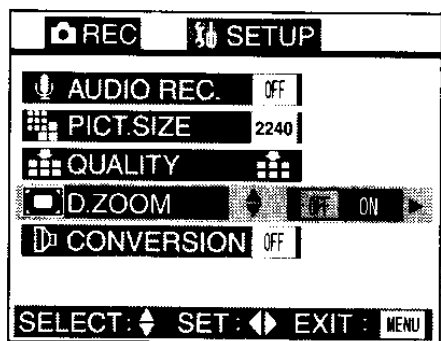 REC SETUP
AUDIO REC. OFF
PICT.SIZE 2240
QUALITY
D.ZOOM OFF ON
CONVERSION OFF
SELECT: SET: EXIT: MENU